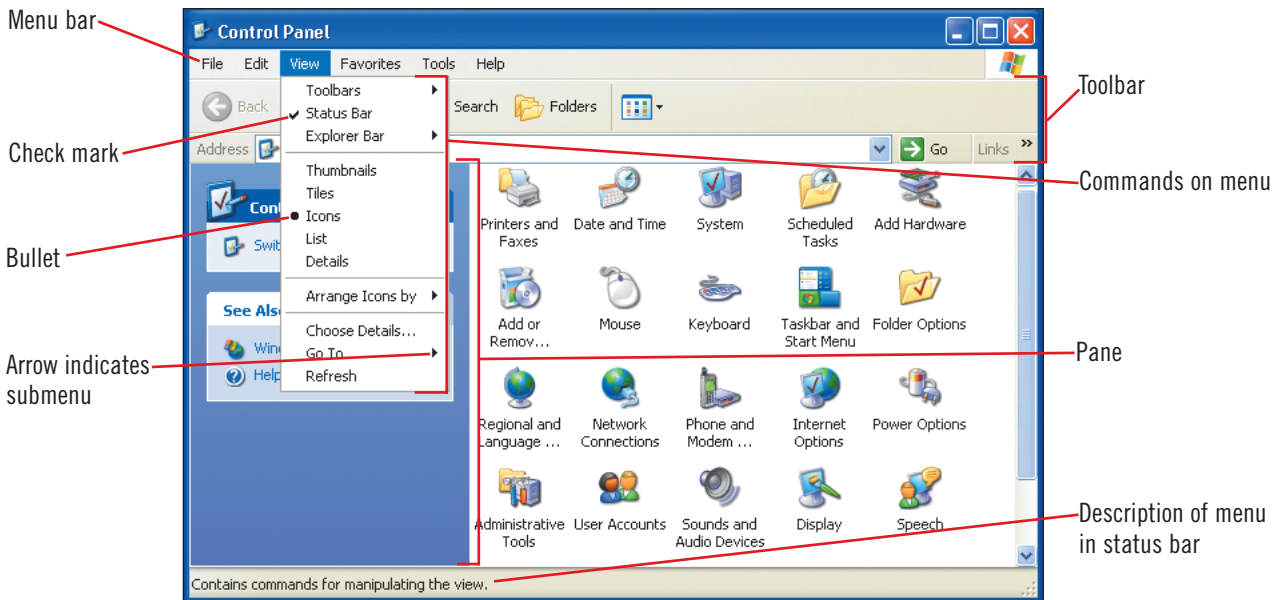 Menu bar
Control Panel
File Edit View Favorites Tools Help
Toolbar
Back
Search Folders
Toolbars
Status Bar
Explorer Bar
Check mark
Address
Go Links
Commands on menu
Thumbnails
Tiles
Icons
List
Details
Bullet
Arrange Icons by
Choose Details...
Go To
Refresh
Arrow indicates
submenu
See
Printers and
Faxes
Date and Time
System
Scheduled
Tasks
Add Hardware
Add or
Remov...
Mouse
Keyboard
Taskbar and
Start Menu
Folder Options
Pane
Regional and
Language ...
Network
Connections
Phone and
Modem ...
Internet
Options
Power Options
Administrative
Tools
User Accounts
Sounds and
Audio Devices
Display
Speech
Description of menu
in status bar
Contains commands for manipulating the view.